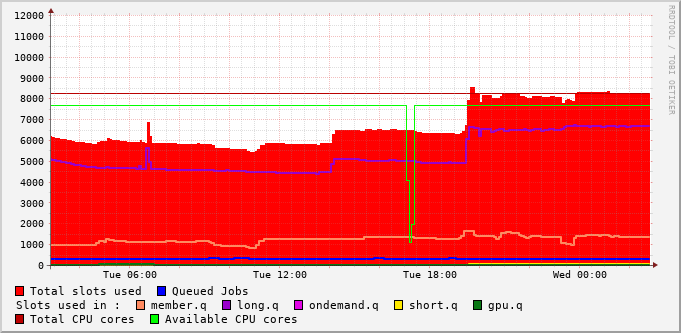 12000
11000
10000
9000
8000
7000
6000
5000
4000
3000
2000
1000
0
Tue 06:00 Tue 12:00 Tue 18:00 Wed 00:00
RRDTOOL / TOBI OETIKER
Total slots used Queued Jobs
Slots used in : member.q long.q ondemand.q short.q gpu.q
Total CPU cores Available CPU cores